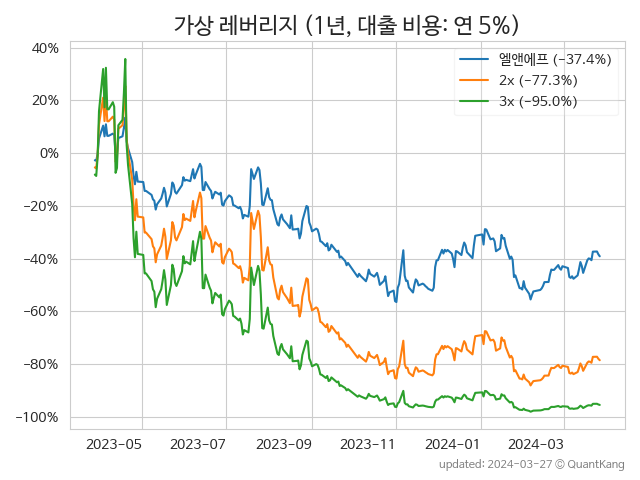 가상 레버리지 (1년, 대출 비용: 연 5%)
엘앤에프 (−37.4%)
2x (−77.3%)
3x (−95.0%)
40%
20%
0%
−20%
−40%
−60%
−80%
−100%
2023-05 2023-07 2023-09 2023-11 2024-01 2024-03
updated: 2024-03-27 © QuantKang